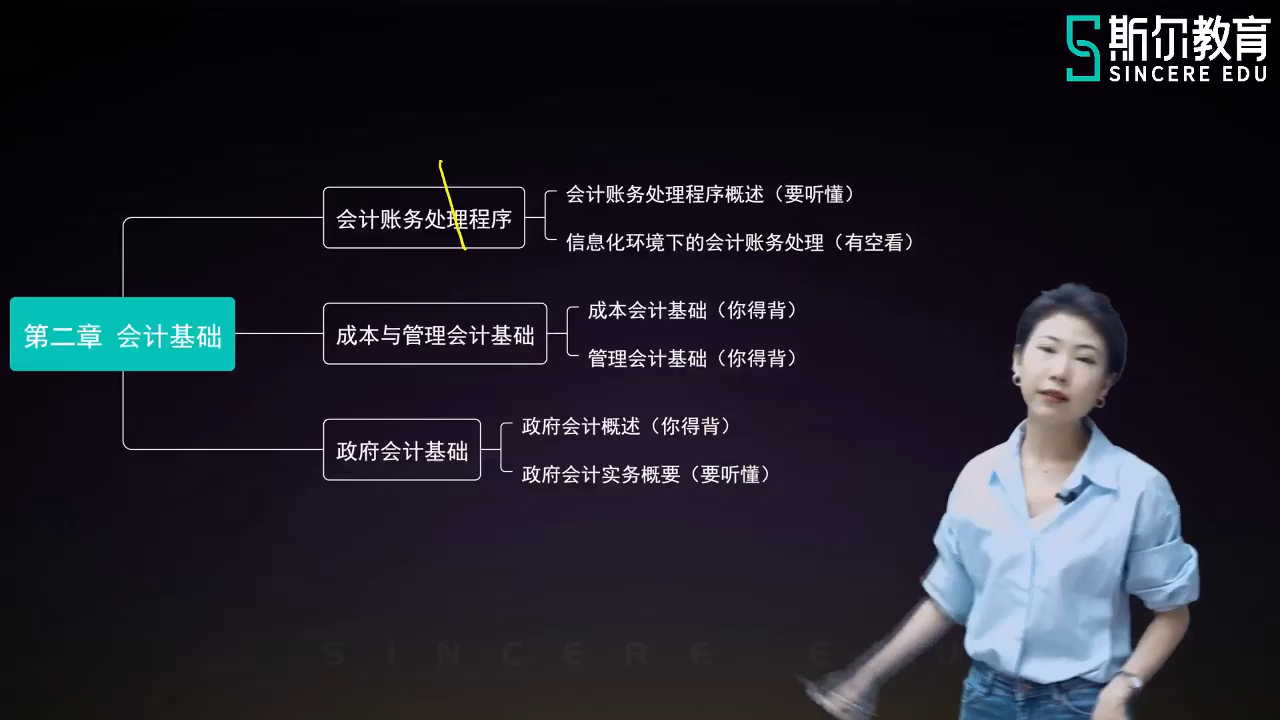 斯尔教育
SINCERE EDU
会计账务处理程序
会计账务处理程序概述（要听懂）
信息化环境下的会计账务处理（有空看）
第二章 会计基础
成本与管理会计基础
成本会计基础（你得背）
管理会计基础（你得背）
政府会计基础
政府会计概述（你得背）
政府会计实务概要（要听懂）
SINCERE EDU